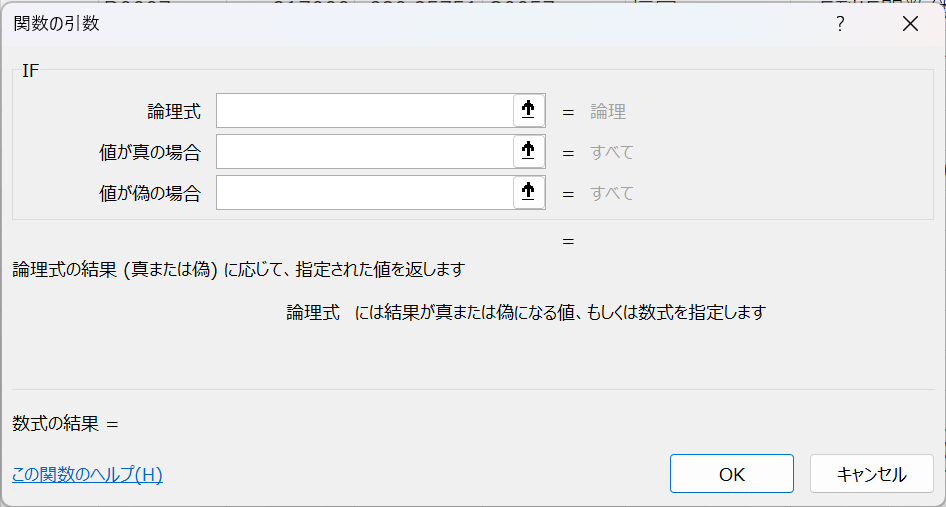 関数の引数
?
IF
論理式 = 論理
値が真の場合 = すべて
値が偽の場合 = すべて
=
論理式の結果 (真または偽) に応じて、指定された値を返します
論理式 には結果が真または偽になる値、もしくは数式を指定します
数式の結果 =
この関数のヘルプ(H)
OK キャンセル